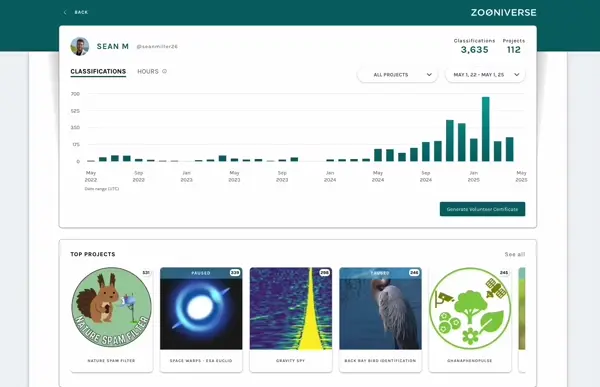 BACK
ZOONIVERSE
SEAN M @seanmiller26
Classifications Projects
3,635 112
CLASSIFICATIONS HOURS
ALL PROJECTS MAY 1, 22 - MAY 1, 25
700
525
350
175
0
May Sep Jan May Sep Jan May Sep Jan May
2022 2022 2023 2023 2023 2024 2024 2024 2025 2025
Date range (UTC)
Generate Volunteer Certificate
TOP PROJECTS See all
531
PAUSED 339
298
PAUSED 246
245
NATURE SPAM FILTER
NATURE SPAM FILTER SPACE WARPS - ESA EUCLID GRAVITY SPY BACK BAY BIRD IDENTIFICATION GHANAPHENOPULSE